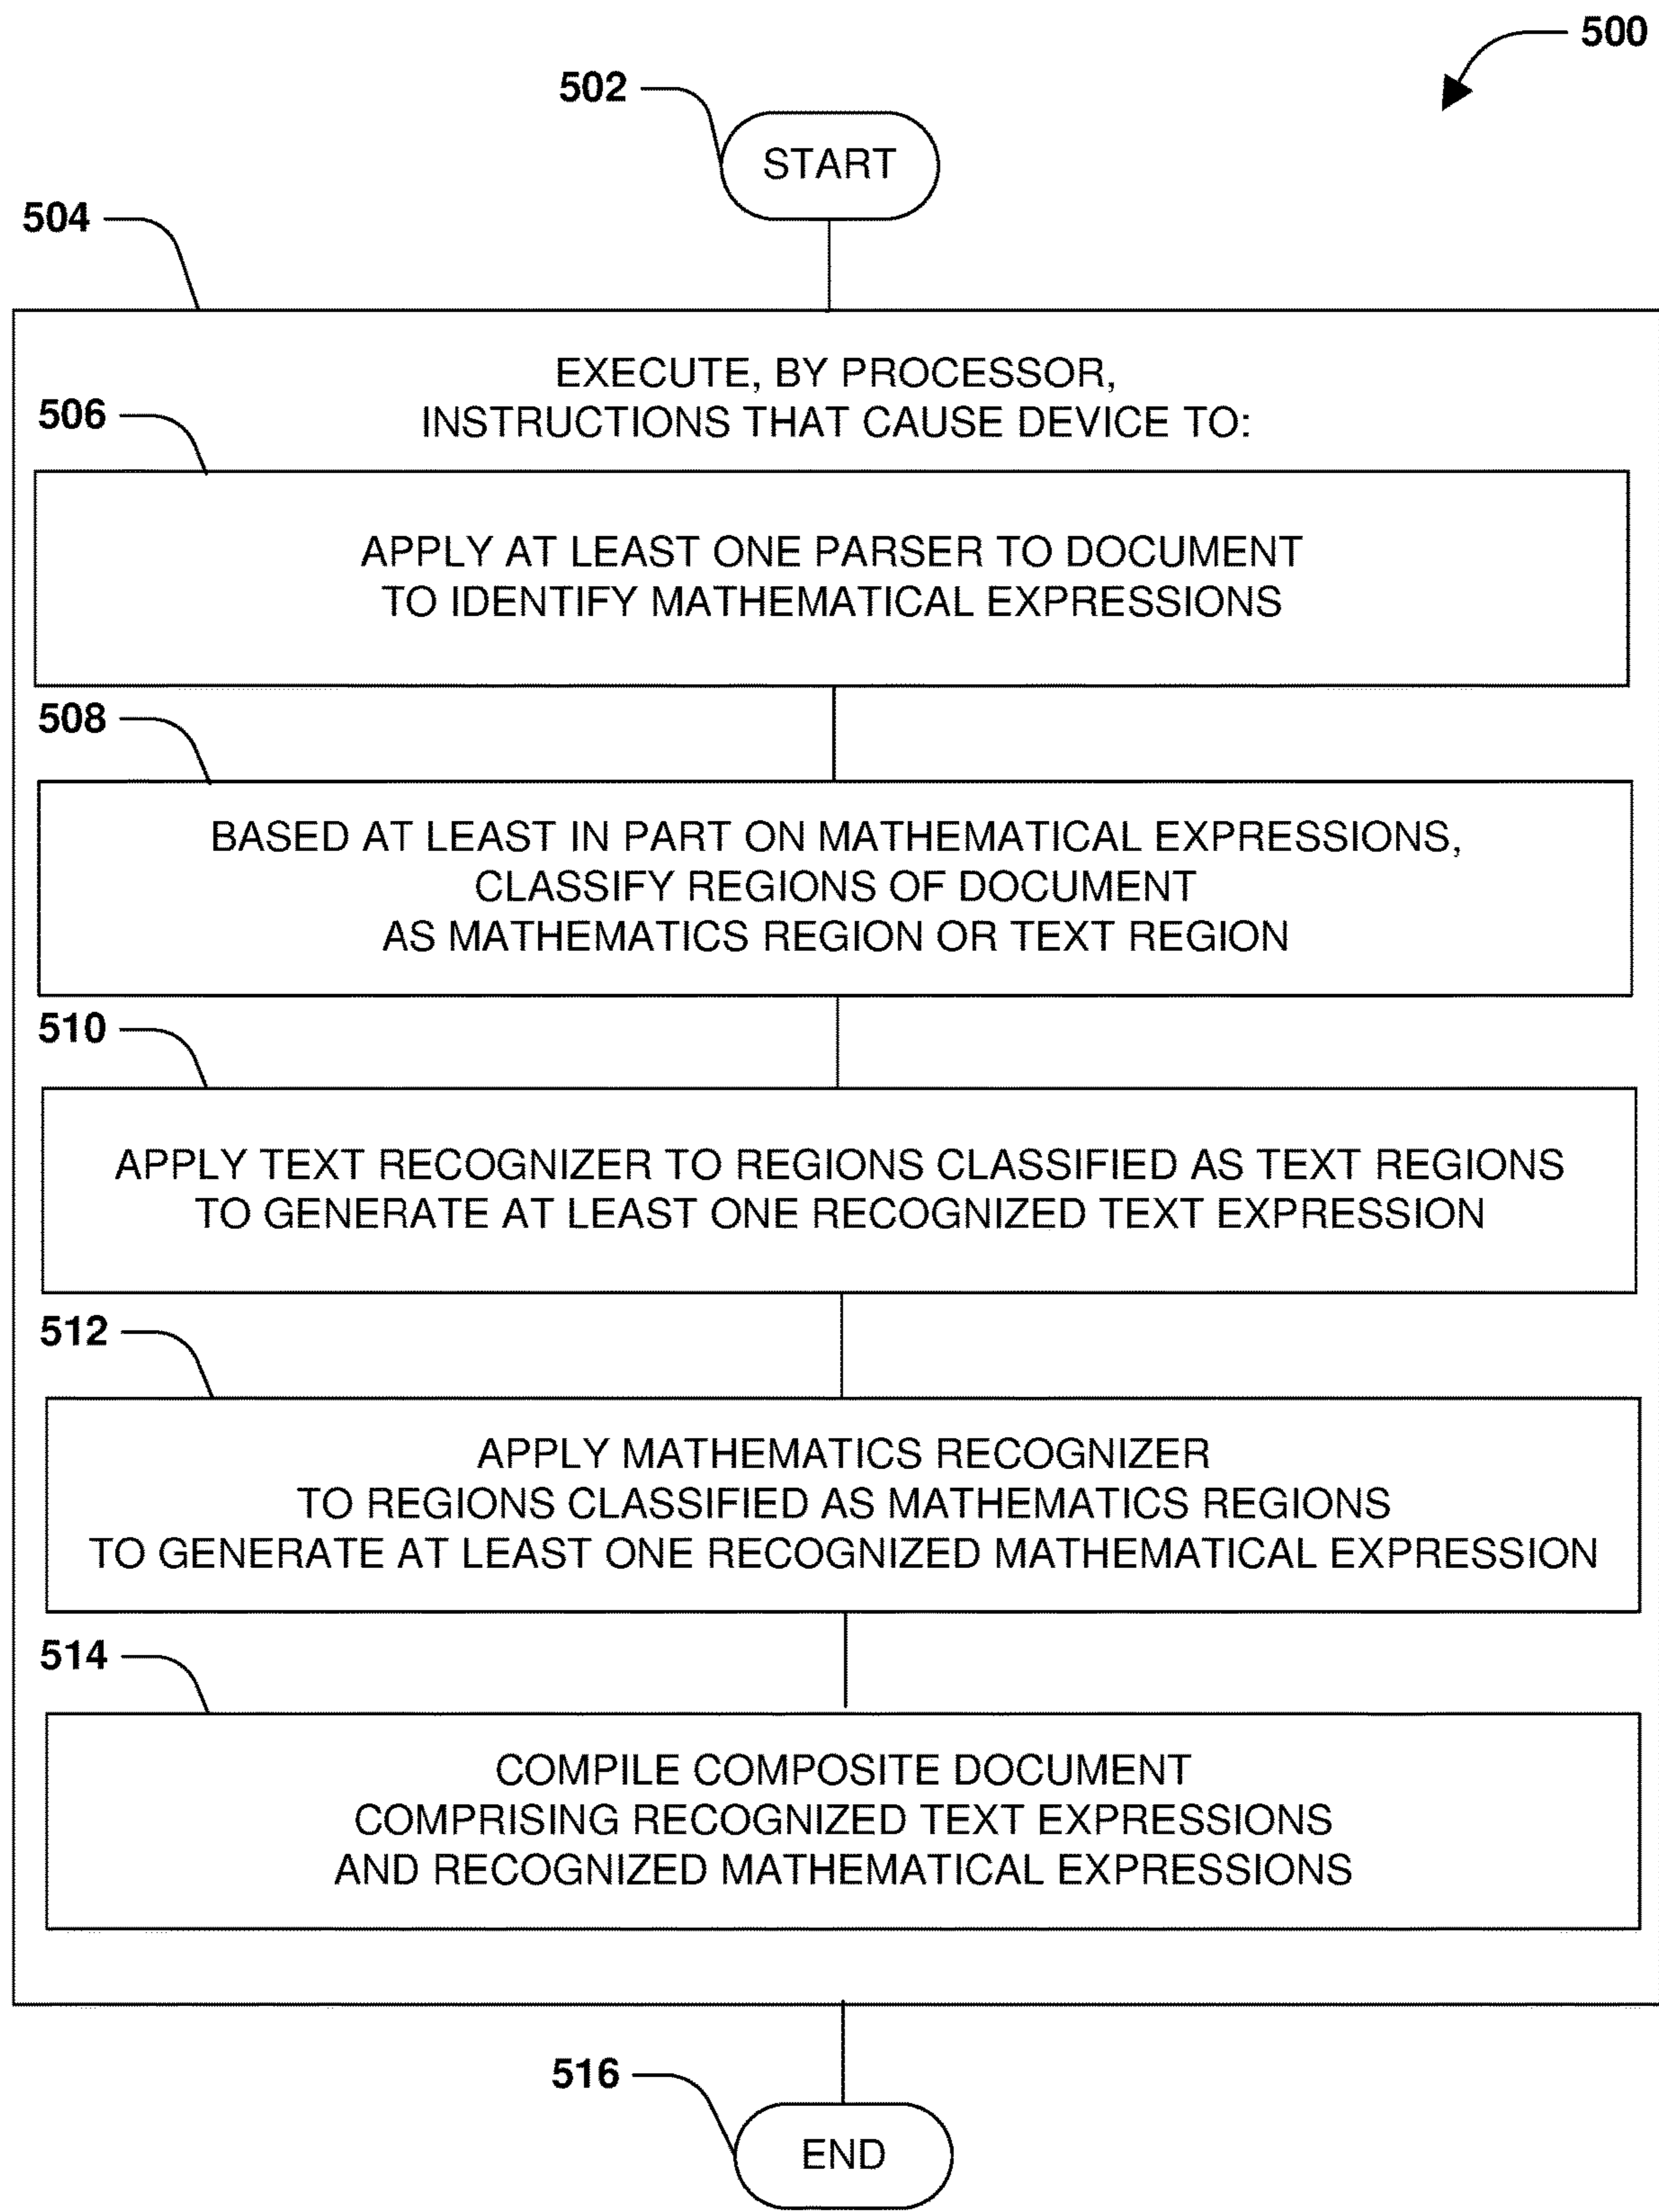 500
502
START
504
EXECUTE, BY PROCESSOR,
INSTRUCTIONS THAT CAUSE DEVICE TO:
506
APPLY AT LEAST ONE PARSER TO DOCUMENT
TO IDENTIFY MATHEMATICAL EXPRESSIONS
508
BASED AT LEAST IN PART ON MATHEMATICAL EXPRESSIONS,
CLASSIFY REGIONS OF DOCUMENT
AS MATHEMATICS REGION OR TEXT REGION
510
APPLY TEXT RECOGNIZER TO REGIONS CLASSIFIED AS TEXT REGIONS
TO GENERATE AT LEAST ONE RECOGNIZED TEXT EXPRESSION
512
APPLY MATHEMATICS RECOGNIZER
TO REGIONS CLASSIFIED AS MATHEMATICS REGIONS
TO GENERATE AT LEAST ONE RECOGNIZED MATHEMATICAL EXPRESSION
514
COMPILE COMPOSITE DOCUMENT
COMPRISING RECOGNIZED TEXT EXPRESSIONS
AND RECOGNIZED MATHEMATICAL EXPRESSIONS
516
END